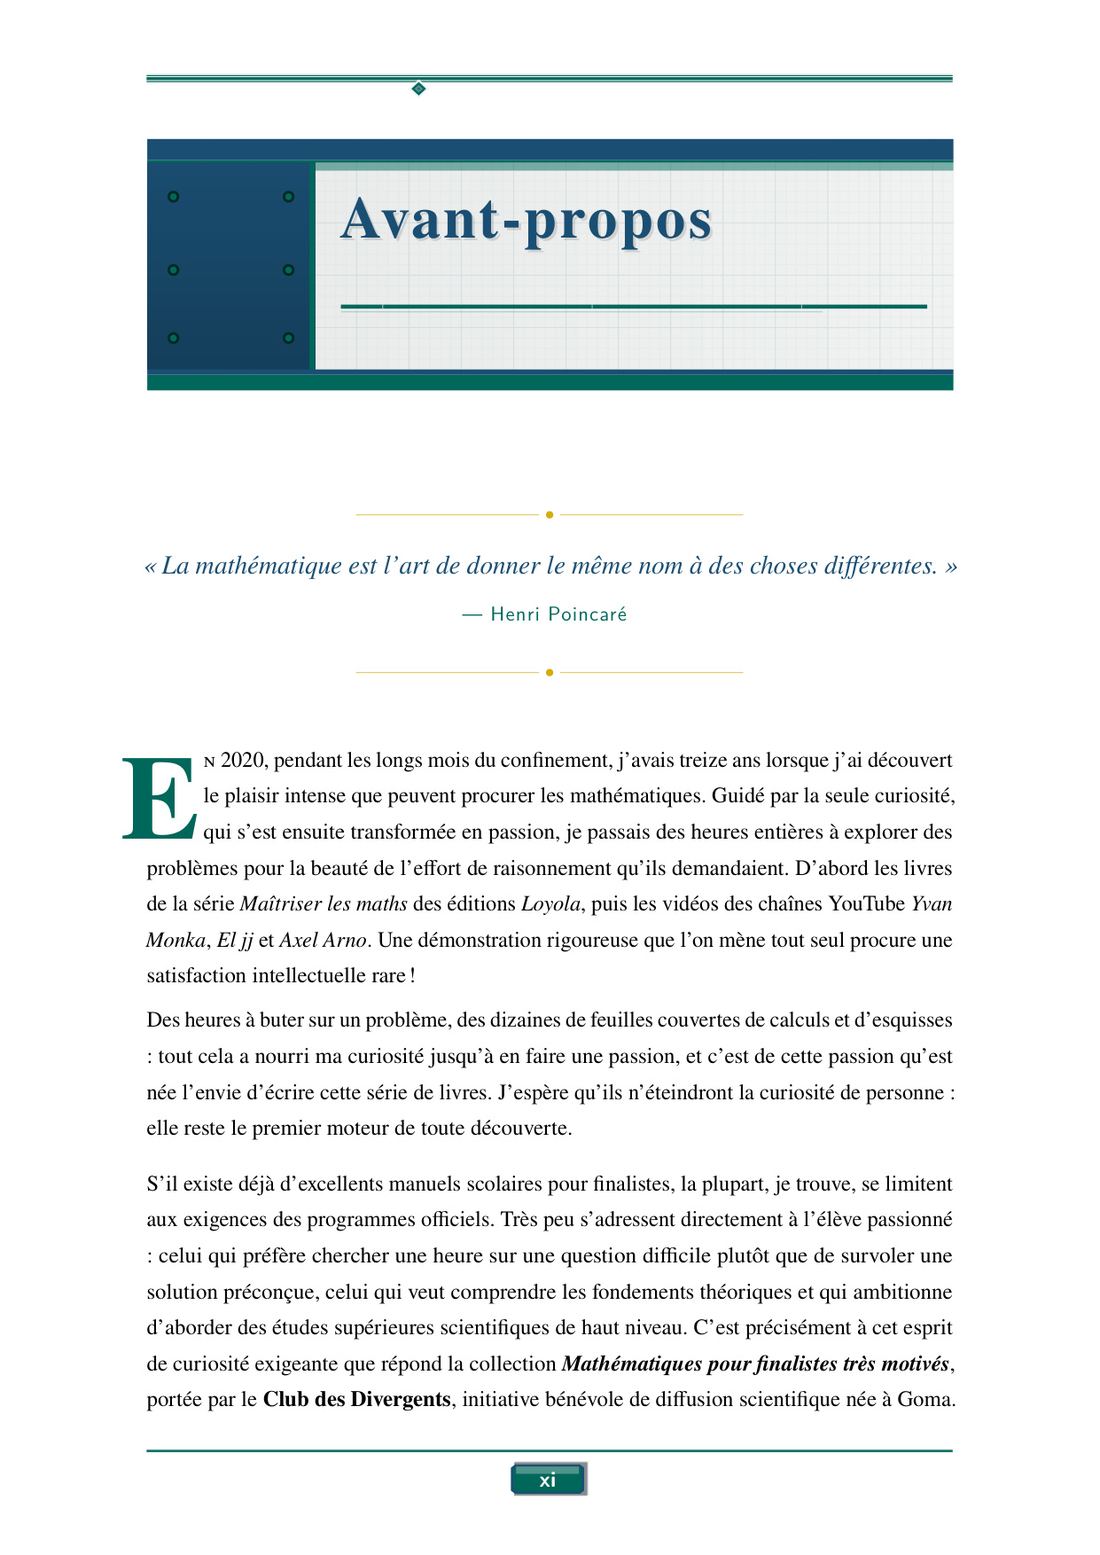 Avant-propos
« La mathématique est l’art de donner le même nom à des choses différentes. »
— Henri Poincaré
EN 2020, pendant les longs mois du confinement, j’avais treize ans lorsque j’ai découvert
le plaisir intense que peuvent procurer les mathématiques. Guidé par la seule curiosité,
qui s’est ensuite transformée en passion, je passais des heures entières à explorer des
problèmes pour la beauté de l’effort de raisonnement qu’ils demandaient. D’abord les livres
de la série Maîtriser les maths des éditions Loyola, puis les vidéos des chaînes YouTube Yvan
Monka, El jj et Axel Arno. Une démonstration rigoureuse que l’on mène tout seul procure une
satisfaction intellectuelle rare !
Des heures à buter sur un problème, des dizaines de feuilles couvertes de calculs et d’esquisses
: tout cela a nourri ma curiosité jusqu’à en faire une passion, et c’est de cette passion qu’est
née l’envie d’écrire cette série de livres. J’espère qu’ils n’éteindront la curiosité de personne :
elle reste le premier moteur de toute découverte.
S’il existe déjà d’excellents manuels scolaires pour finalistes, la plupart, je trouve, se limitent
aux exigences des programmes officiels. Très peu s’adressent directement à l’élève passionné
: celui qui préfère chercher une heure sur une question difficile plutôt que de survoler une
solution préconçue, celui qui veut comprendre les fondements théoriques et qui ambitionne
d’aborder des études supérieures scientifiques de haut niveau. C’est précisément à cet esprit
de curiosité exigeante que répond la collection Mathématiques pour finalistes très motivés,
portée par le Club des Divergents, initiative bénévole de diffusion scientifique née à Goma.
xi